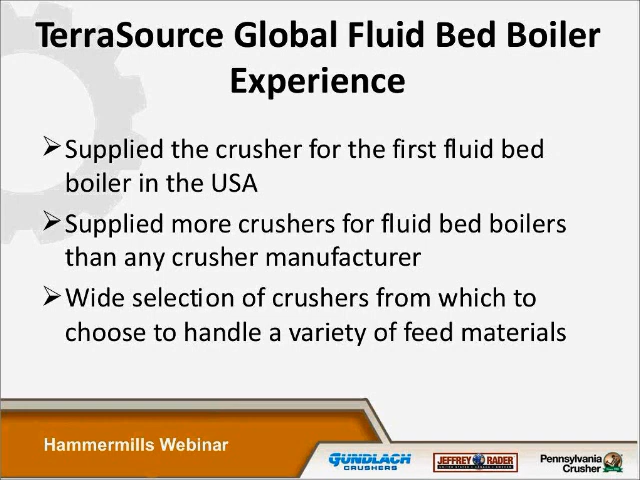 TerraSource Global Fluid Bed Boiler
Experience
➢Supplied the crusher for the first fluid bed
boiler in the USA
➢Supplied more crushers for fluid bed boilers
than any crusher manufacturer
➢Wide selection of crushers from which to
choose to handle a variety of feed materials
Hammermills Webinar
GUNDLACH
CRUSHERS
JEFFREY RADER
Pennsylvania
Crusher